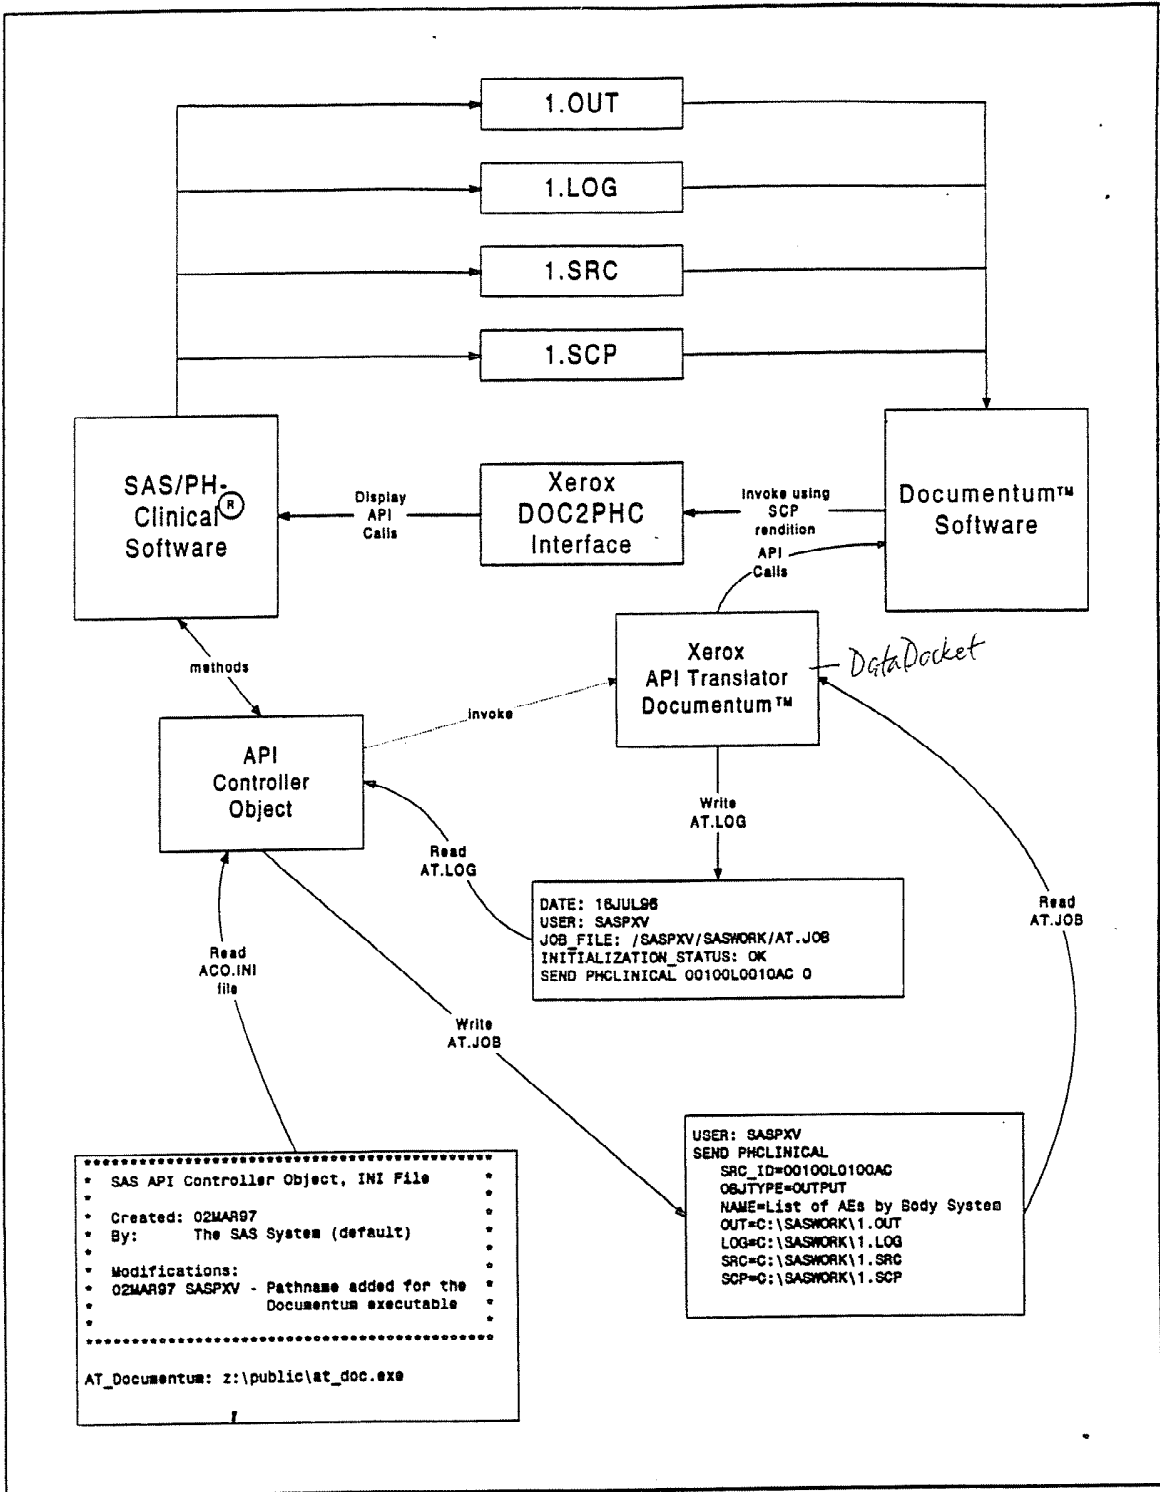 1.OUT
1.LOG
1.SRC
1.SCP
SAS/PH-
Clinical®
Software
Display
API
Calls
Xerox
DOC2PHC
Interface
Invoke using
SCP
rendition
Documentum™
Software
API
Calls
methods
Xerox
API Translator
Documentum™
DataDocket
invoke
API
Controller
Object
Write
AT.LOG
Read
AT.LOG
Read
AT.JOB
DATE: 16JUL96
USER: SASPXV
JOB_FILE: /SASPXV/SASWORK/AT.JOB
INITIALIZATION_STATUS: OK
SEND PHCLINICAL 00100L0010AC 0
Read
ACO.INI
file
Write
AT.JOB
USER: SASPXV
SEND PHCLINICAL
SRC_ID=00100L0100AC
OBJTYPE=OUTPUT
NAME=List of AEs by Body System
OUT=C:\SASWORK\1.OUT
LOG=C:\SASWORK\1.LOG
SRC=C:\SASWORK\1.SRC
SCP=C:\SASWORK\1.SCP
*********************************************
* SAS API Controller Object, INI File *
* *
* Created: 02MAR97 *
* By: The SAS System (default) *
* *
* Modifications: *
* 02MAR97 SASPXV - Pathname added for the *
* Documentum executable *
* *
*********************************************
AT_Documentum: z:\public\at_doc.exe